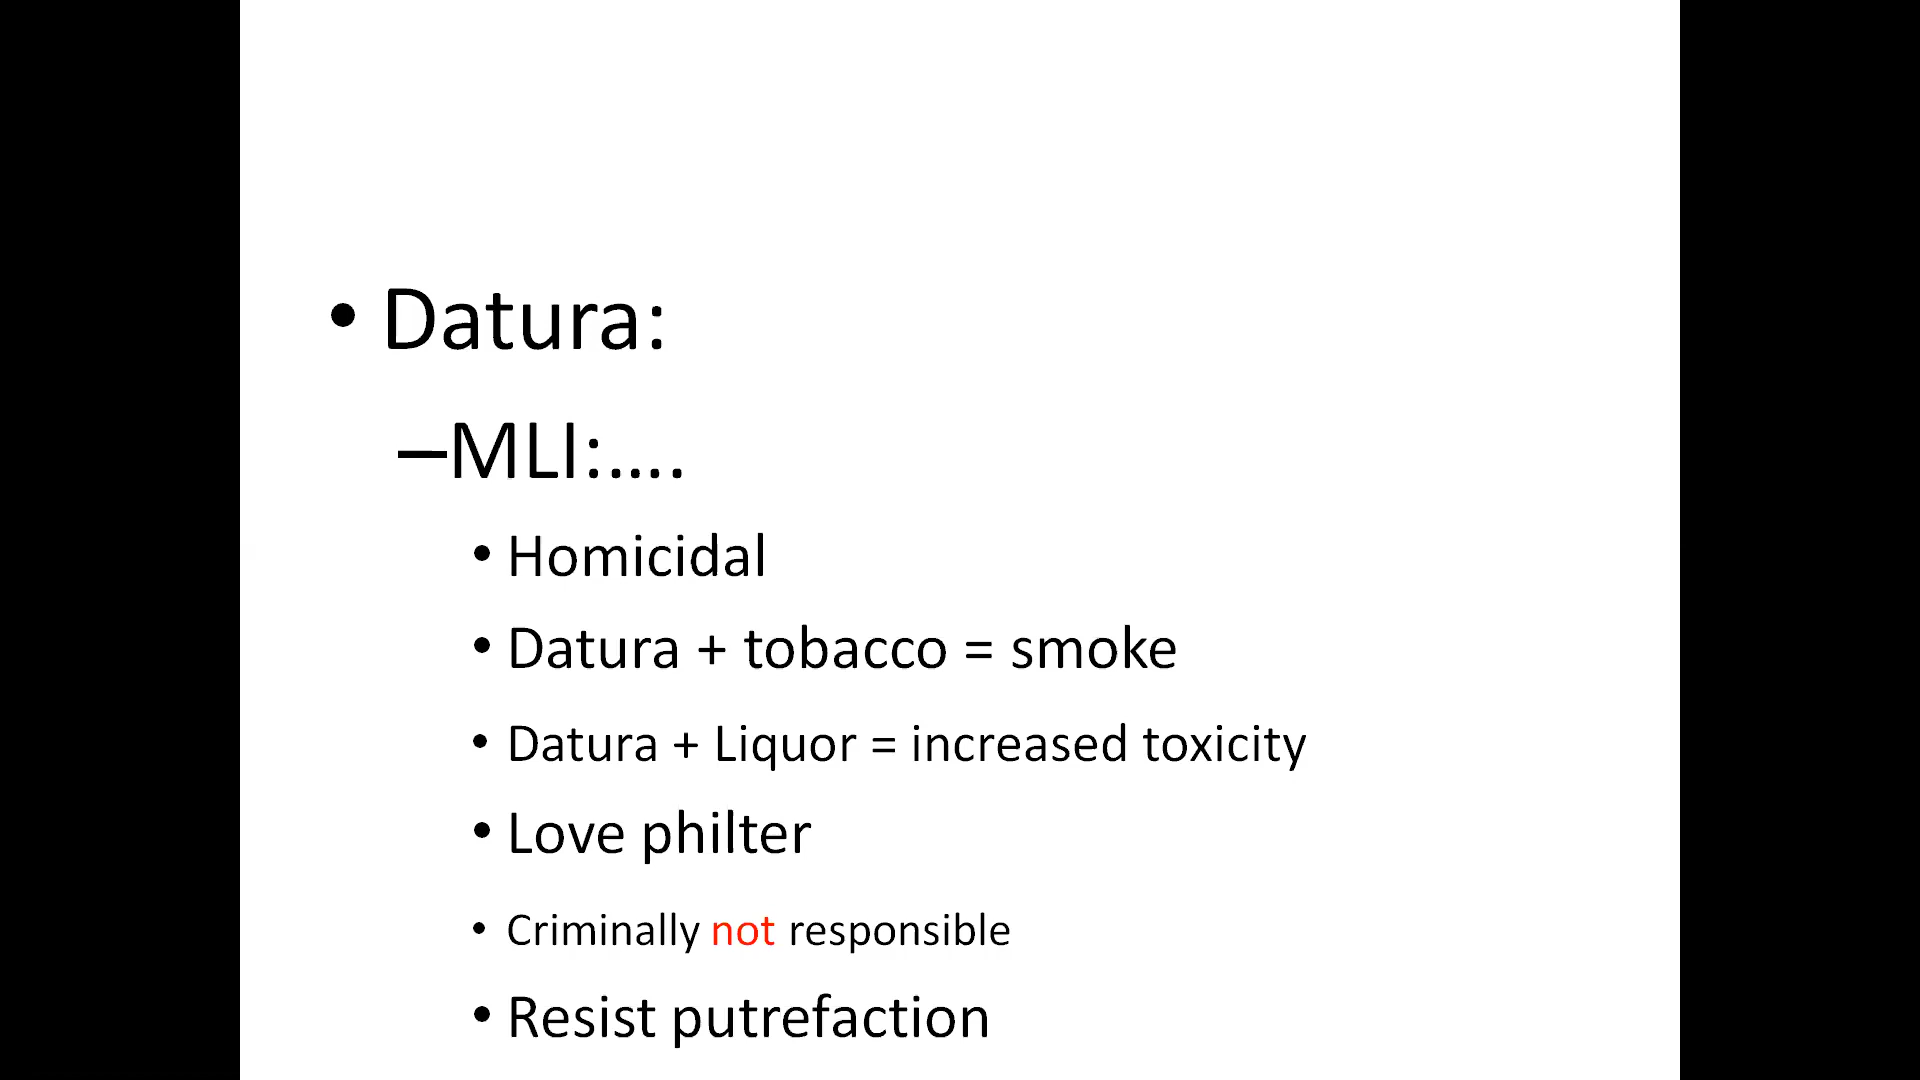 • Datura:
–MLI:....
• Homicidal
• Datura + tobacco = smoke
• Datura + Liquor = increased toxicity
• Love philter
• Criminally not responsible
• Resist putrefaction